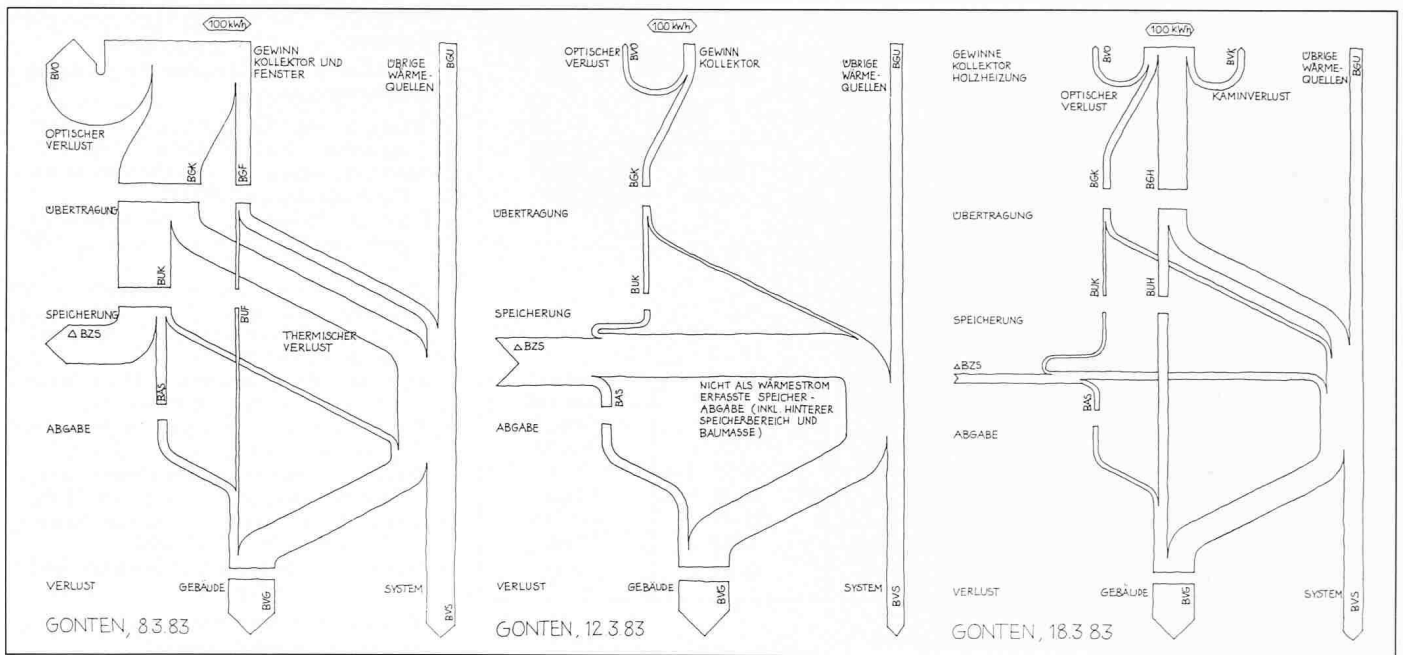 100 kWh
BVO
GEWINN
KOLLEKTOR UND
FENSTER
ÜBRIGE
WÄRME-
QUELLEN
BGU
OPTISCHER
VERLUST
BGK
BGF
ÜBERTRAGUNG
BUK
SPEICHERUNG
BUF
Δ BZS
THERMISCHER
VERLUST
BAS
ABGABE
VERLUST
GEBÄUDE
BVG
SYSTEM
BVS
GONTEN, 8.3.83
100 kWh
OPTISCHER
VERLUST
BVO
GEWINN
KOLLEKTOR
ÜBRIGE
WÄRME-
QUELLEN
BGU
BGK
ÜBERTRAGUNG
BUK
SPEICHERUNG
Δ BZS
BAS
NICHT ALS WÄRMESTROM
ERFASSTE SPEICHER-
ABGABE (INKL. HINTERER
SPEICHERBEREICH UND
BAUMASSE)
ABGABE
VERLUST
GEBÄUDE
BVG
SYSTEM
BVS
GONTEN, 12.3.83
100 kWh
GEWINNE
KOLLEKTOR
HOLZHEIZUNG
BVO
BVK
ÜBRIGE
WÄRME-
QUELLEN
BGU
OPTISCHER
VERLUST
KAMINVERLUST
BGK
BGH
ÜBERTRAGUNG
BUK
BUH
SPEICHERUNG
Δ BZS
BAS
ABGABE
VERLUST
GEBÄUDE
BVG
SYSTEM
BVS
GONTEN, 18.3.83